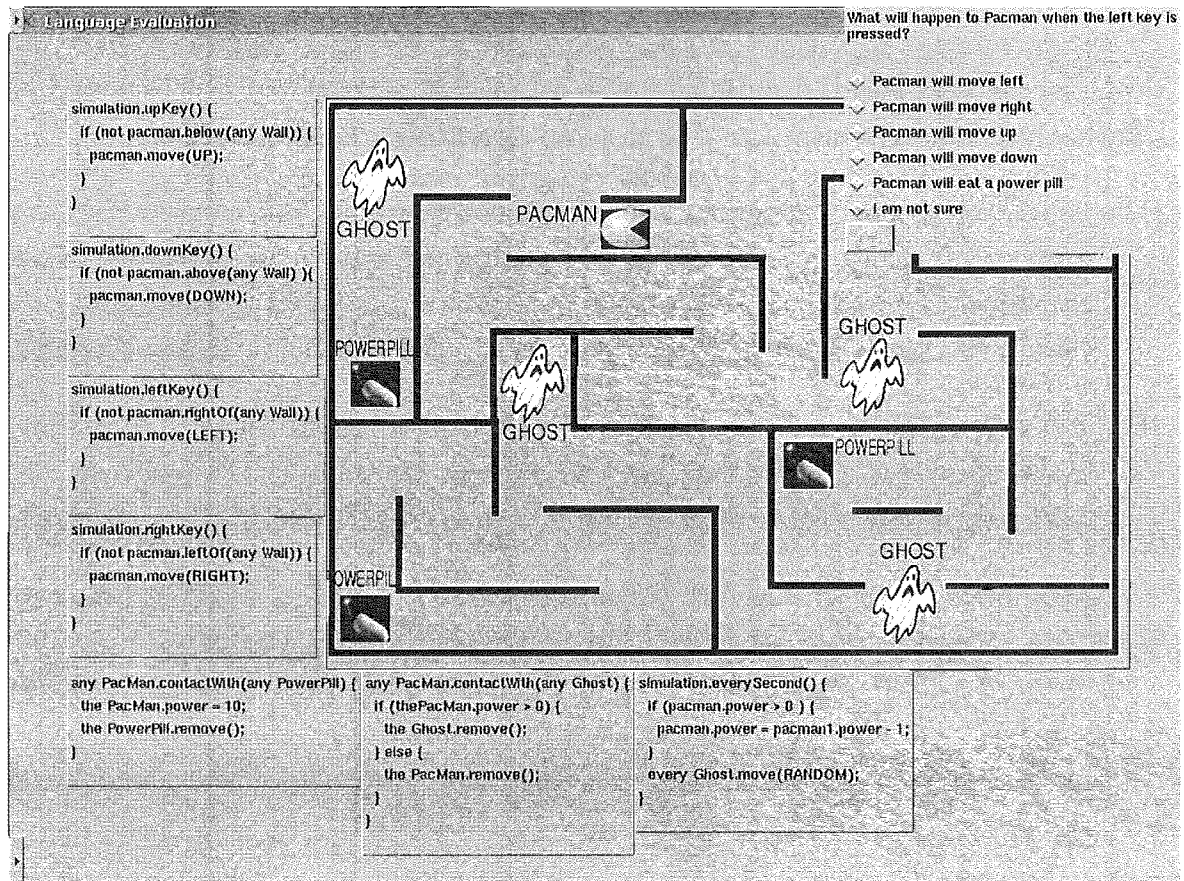 Language Evaluation
What will happen to Pacman when the left key is
pressed?
Pacman will move left
Pacman will move right
Pacman will move up
Pacman will move down
Pacman will eat a power pill
I am not sure
simulation.upKey() {
if (not pacman.below(any Wall)) {
pacman.move(UP);
}
}
simulation.downKey() {
if (not pacman.above(any Wall) ){
pacman.move(DOWN);
}
}
simulation.leftKey() {
if (not pacman.rightOf(any Wall)) {
pacman.move(LEFT);
}
}
simulation.rightKey() {
if (not pacman.leftOf(any Wall)) {
pacman.move(RIGHT);
}
}
GHOST
PACMAN
POWERPILL
GHOST
GHOST
POWERPILL
GHOST
OWERPIL
any PacMan.contactWith(any PowerPill) {
the PacMan.power = 10;
the PowerPill.remove();
}
any PacMan.contactWith(any Ghost) {
if (thePacMan.power > 0) {
the Ghost.remove();
} else {
the PacMan.remove();
}
}
simulation.everySecond() {
if (pacman.power > 0 ) {
pacman.power = pacman1.power - 1;
}
every Ghost.move(RANDOM);
}